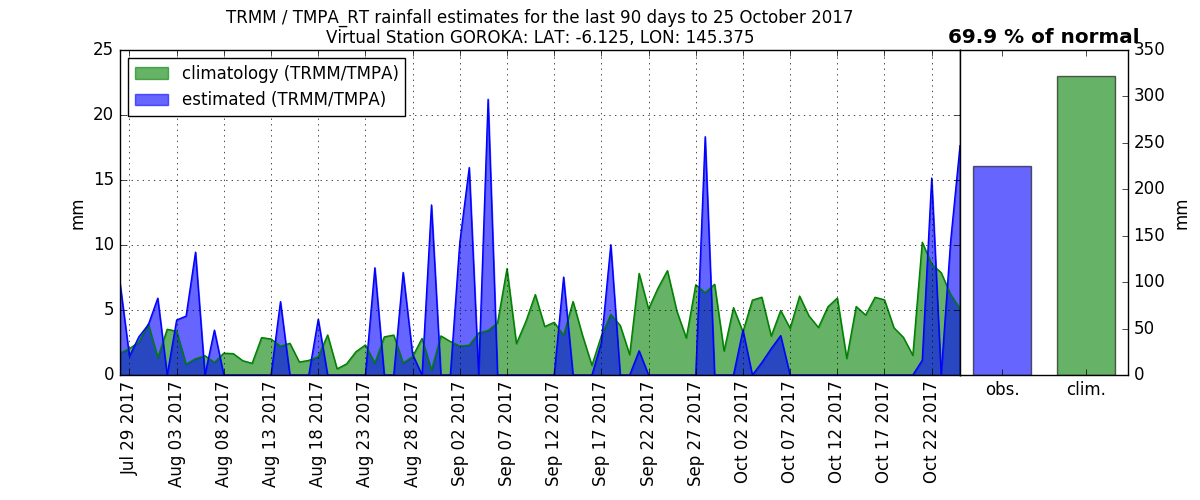 TRMM / TMPA_RT rainfall estimates for the last 90 days to 25 October 2017
Virtual Station GOROKA: LAT: -6.125, LON: 145.375
69.9 % of normal
climatology (TRMM/TMPA)
estimated (TRMM/TMPA)
25
20
15
10
5
0
mm
350
300
250
200
150
100
50
0
mm
Jul 29 2017
Aug 03 2017
Aug 08 2017
Aug 13 2017
Aug 18 2017
Aug 23 2017
Aug 28 2017
Sep 02 2017
Sep 07 2017
Sep 12 2017
Sep 17 2017
Sep 22 2017
Sep 27 2017
Oct 02 2017
Oct 07 2017
Oct 12 2017
Oct 17 2017
Oct 22 2017
obs.
clim.